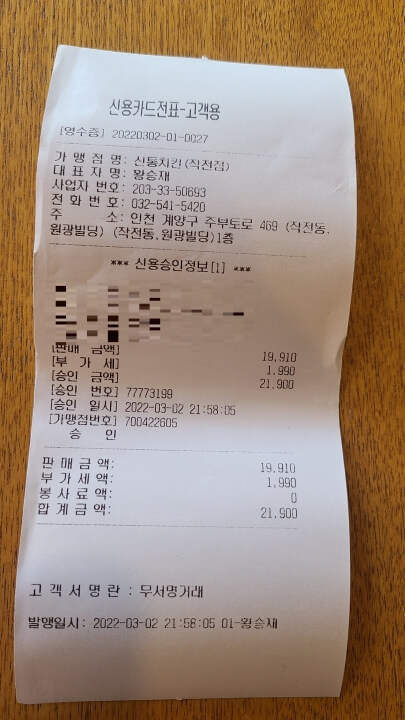 신용카드전표-고객용
[영수증] 20220302-01-0027
가 맹 점 명: 신통치킨(작전점)
대 표 자 명: 왕승재
사업자 번호: 203-33-50693
전 화 번 호: 032-541-5420
주 소: 인천 계양구 주부토로 469 (작전동,
원광빌딩) (작전동,원광빌딩)1층
*** 신용승인정보[1] ***
[판매 금액] 19,910
[부 가 세] 1,990
[승인 금액] 21,900
[승인 번호] 77773199
[승인 일시] 2022-03-02 21:58:05
[가맹점번호] 700422605
승 인
판 매 금 액: 19,910
부 가 세 액: 1,990
봉 사 료 액: 0
합 계 금 액: 21,900
고 객 서 명 란 : 무서명거래
발행일시: 2022-03-02 21:58:05 01-왕승재